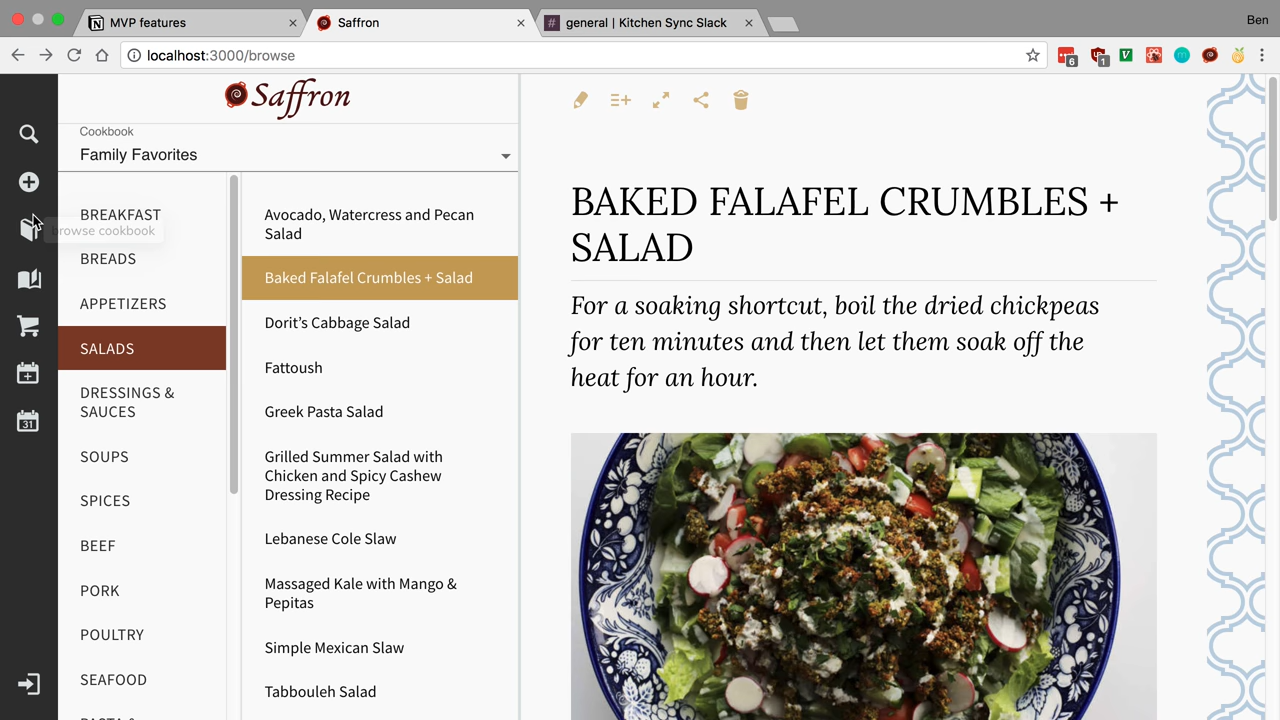 MVP features
Saffron
general | Kitchen Sync Slack
Ben
localhost:3000/browse
6
1
V
Saffron
Cookbook
Family Favorites
browse cookbook
31
BREAKFAST
BREADS
APPETIZERS
SALADS
DRESSINGS &
SAUCES
SOUPS
SPICES
BEEF
PORK
POULTRY
SEAFOOD
PASTA &
Avocado, Watercress and Pecan
Salad
Baked Falafel Crumbles + Salad
Dorit’s Cabbage Salad
Fattoush
Greek Pasta Salad
Grilled Summer Salad with
Chicken and Spicy Cashew
Dressing Recipe
Lebanese Cole Slaw
Massaged Kale with Mango &
Pepitas
Simple Mexican Slaw
Tabbouleh Salad
BAKED FALAFEL CRUMBLES +
SALAD
For a soaking shortcut, boil the dried chickpeas
for ten minutes and then let them soak off the
heat for an hour.